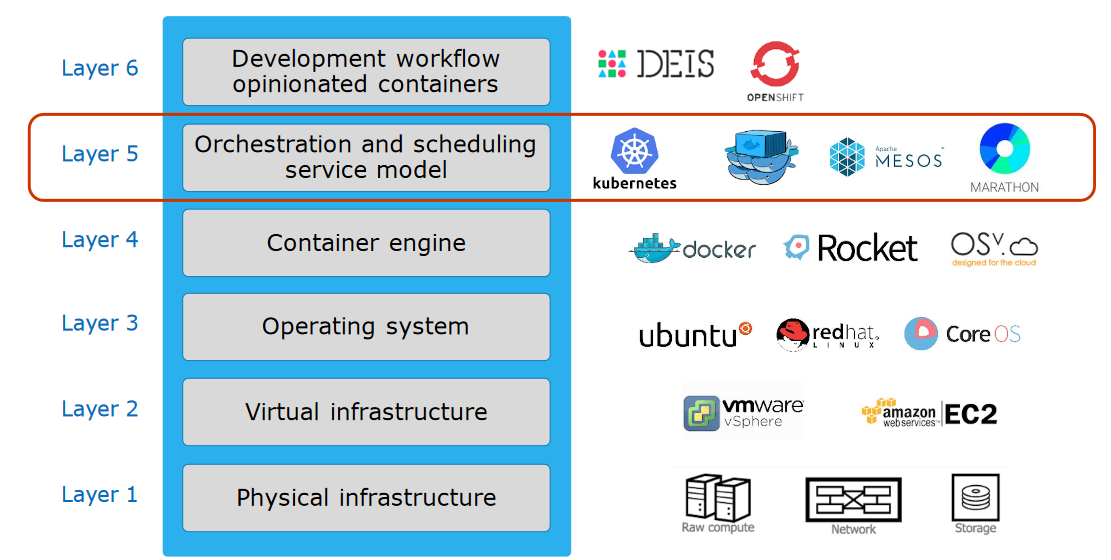 Layer 6
Development workflow
opinionated containers
DEIS
OPENSHIFT
Layer 5
Orchestration and scheduling
service model
kubernetes
Apache
MESOS™
MARATHON
Layer 4
Container engine
docker
Rocket
OSv
designed for the cloud
Layer 3
Operating system
ubuntu
redhat.
LINUX
CoreOS
Layer 2
Virtual infrastructure
vmware
vSphere
amazon
webservices™
EC2
Layer 1
Physical infrastructure
Raw compute
Network
Storage